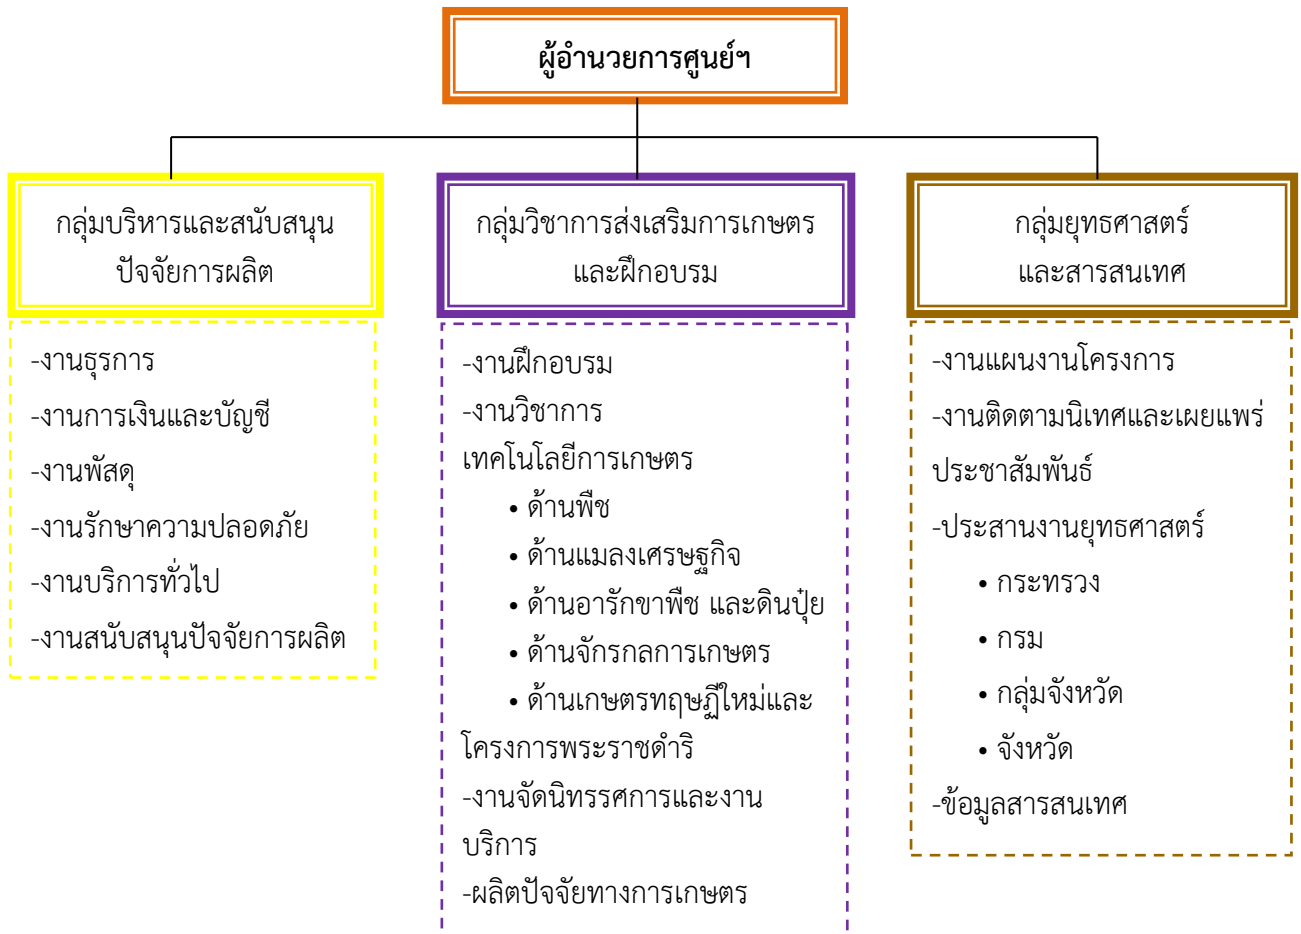 ผู้อำนวยการศูนย์ฯ
กลุ่มบริหารและสนับสนุน
ปัจจัยการผลิต
-งานธุรการ
-งานการเงินและบัญชี
-งานพัสดุ
-งานรักษาความปลอดภัย
-งานบริการทั่วไป
-งานสนับสนุนปัจจัยการผลิต
กลุ่มวิชาการส่งเสริมการเกษตร
และฝึกอบรม
-งานฝึกอบรม
-งานวิชาการ
เทคโนโลยีการเกษตร
• ด้านพืช
• ด้านแมลงเศรษฐกิจ
• ด้านอารักขาพืช และดินปุ๋ย
• ด้านจักรกลการเกษตร
• ด้านเกษตรทฤษฎีใหม่และ
โครงการพระราชดำริ
-งานจัดนิทรรศการและงาน
บริการ
-ผลิตปัจจัยทางการเกษตร
กลุ่มยุทธศาสตร์
และสารสนเทศ
-งานแผนงานโครงการ
-งานติดตามนิเทศและเผยแพร่
ประชาสัมพันธ์
-ประสานงานยุทธศาสตร์
• กระทรวง
• กรม
• กลุ่มจังหวัด
• จังหวัด
-ข้อมูลสารสนเทศ